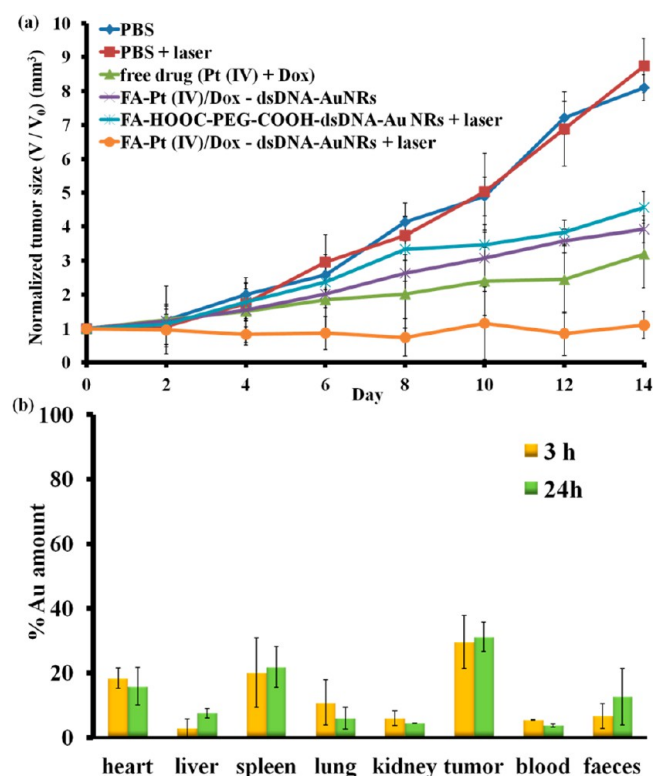 (a)
Normalized tumor size (V / V₀) (mm³)
10
9
8
7
6
5
4
3
2
1
0
PBS
PBS + laser
free drug (Pt (IV) + Dox)
FA-Pt (IV)/Dox - dsDNA-AuNRs
FA-HOOC-PEG-COOH-dsDNA-Au NRs + laser
FA-Pt (IV)/Dox - dsDNA-AuNRs + laser
0 2 4 6 8 10 12 14
Day
(b)
% Au amount
100
80
60
40
20
0
3 h
24h
heart liver spleen lung kidney tumor blood faeces